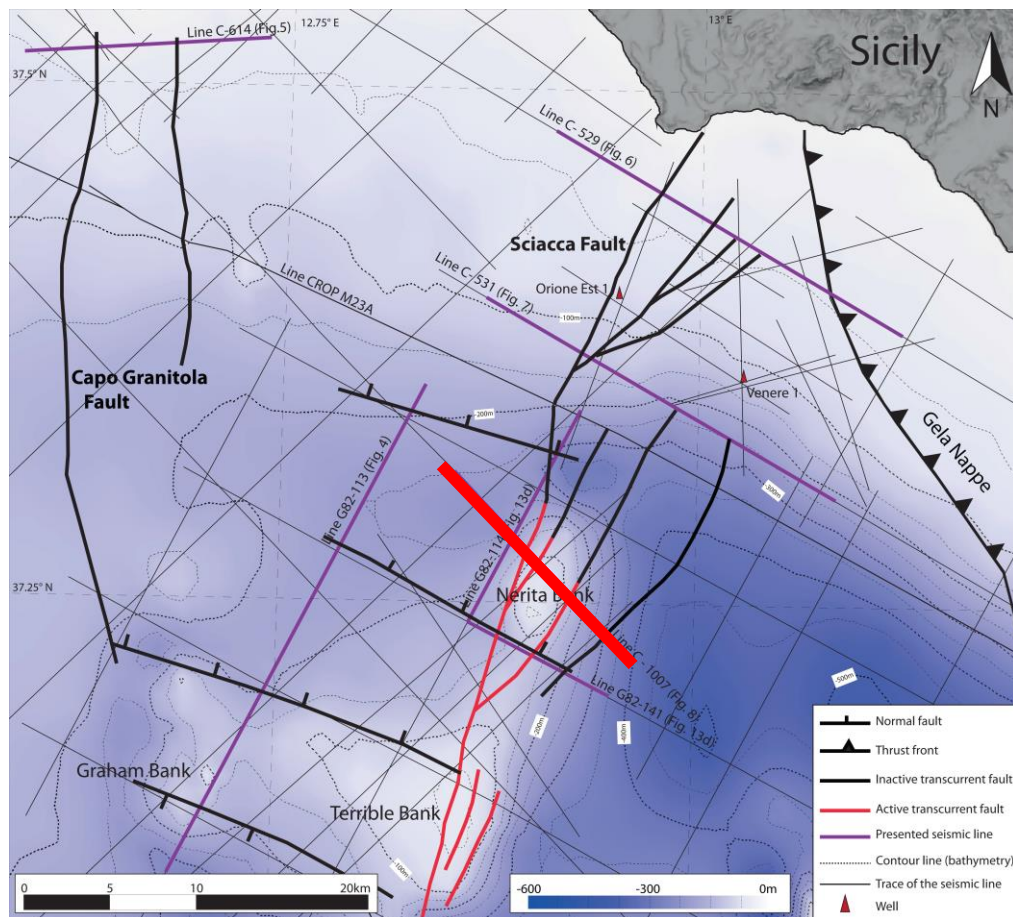 Line C-614 (Fig.5)
12.75° E
13° E
Sicily
37.5° N
N
Line C- 529 (Fig. 6)
Sciacca Fault
Line C- 531 (Fig. 7)
Orione Est 1
-100m
Line CROP M23A
Capo Granitola
Fault
Venere 1
-200m
Gela Nappe
-300m
Line G82-113 (Fig. 4)
Line G82-114 (Fig. 13d)
37.25° N
Nerita Bank
Line C- 1007 (Fig. 8)
Line G82-141 (Fig. 13d)
-500m
-200m
-400m
Graham Bank
Terrible Bank
-100m
Normal fault
Thrust front
Inactive transcurrent fault
Active transcurrent fault
Presented seismic line
Contour line (bathymetry)
Trace of the seismic line
Well
0 5 10 20km
-600 -300 0m